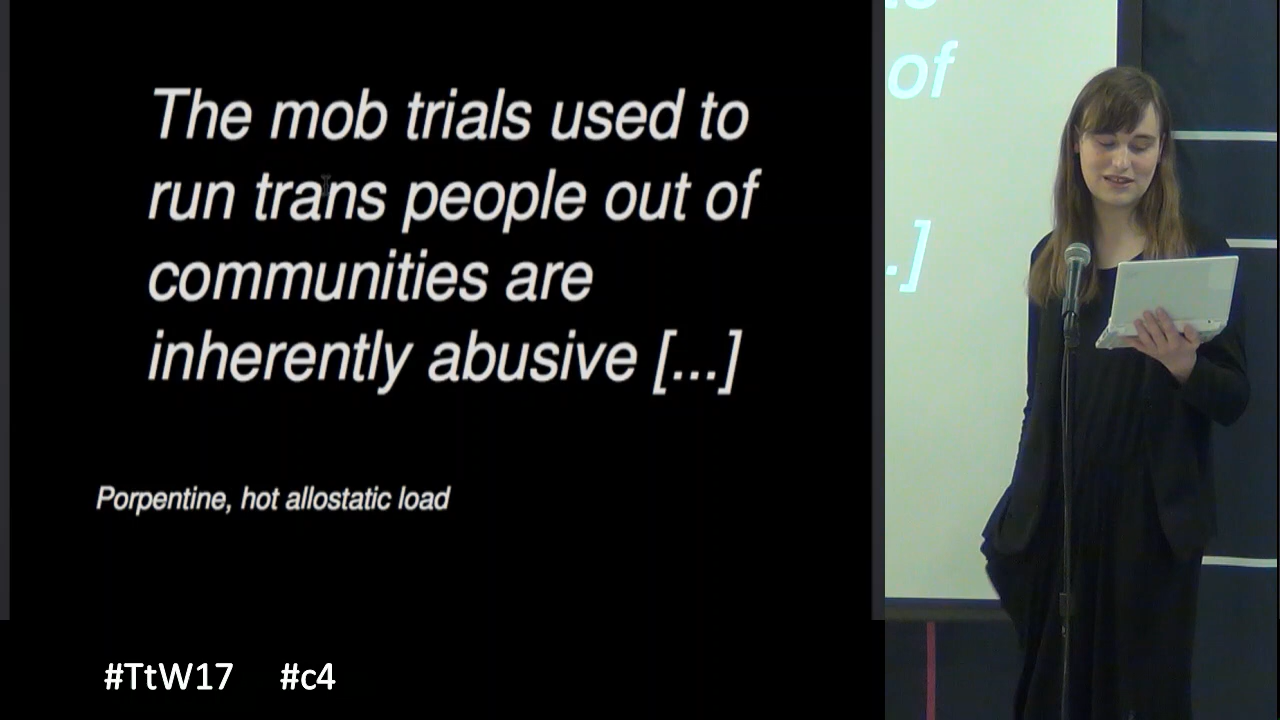 The mob trials used to
run trans people out of
communities are
inherently abusive [...]
Porpentine, hot allostatic load
#TtW17 #c4
of
.]